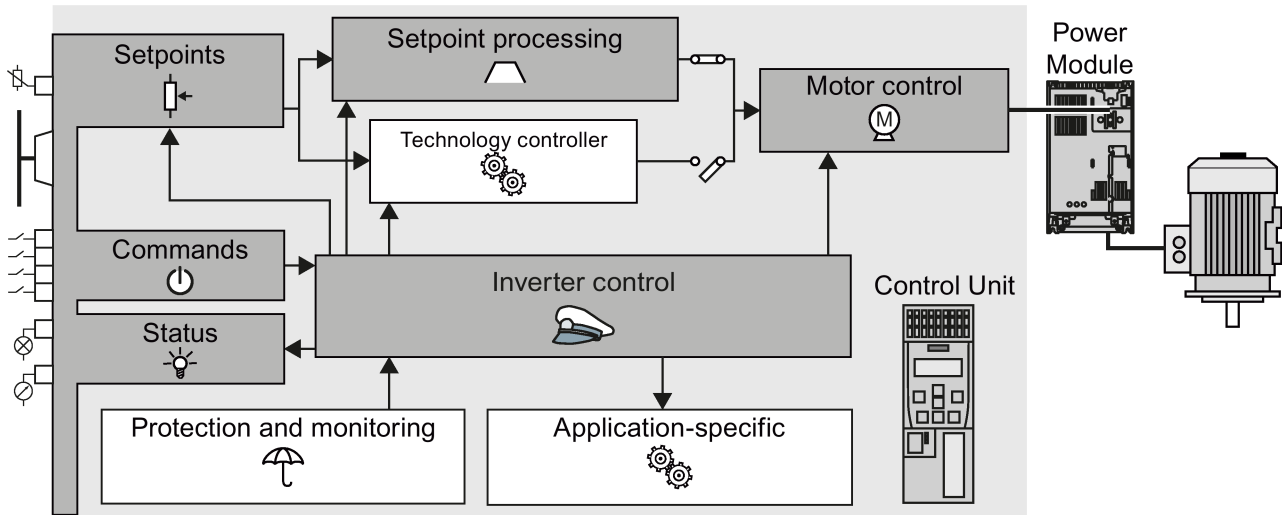 Setpoints
Setpoint processing
Technology controller
Motor control
M
Power
Module
Commands
Inverter control
Status
Control Unit
Protection and monitoring
Application-specific